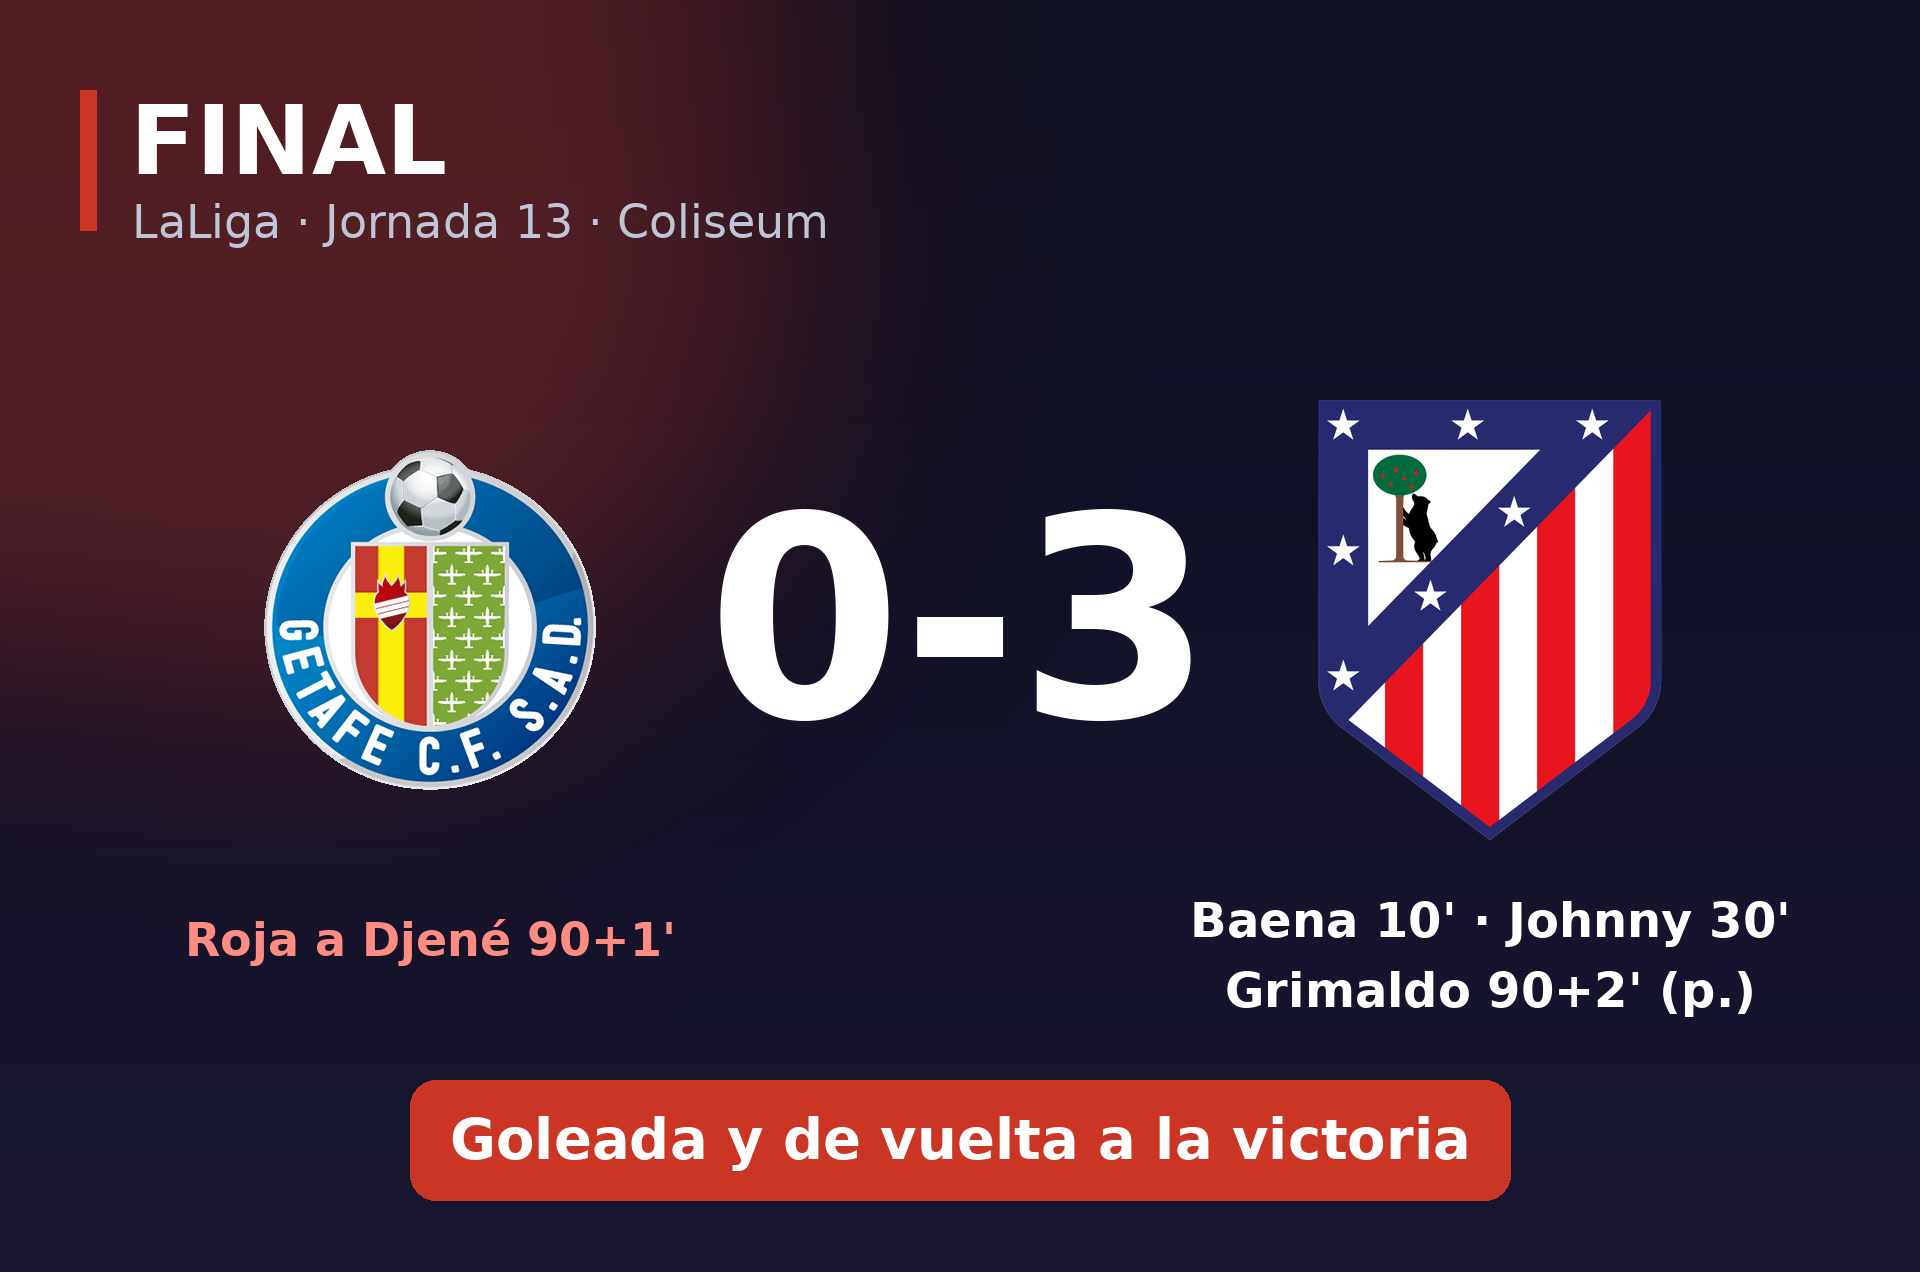 FINAL
LaLiga · Jornada 13 · Coliseum
GETAFE C.F. S.A.D.
0-3
Roja a Djené 90+1'
Baena 10' · Johnny 30'
Grimaldo 90+2' (p.)
Goleada y de vuelta a la victoria